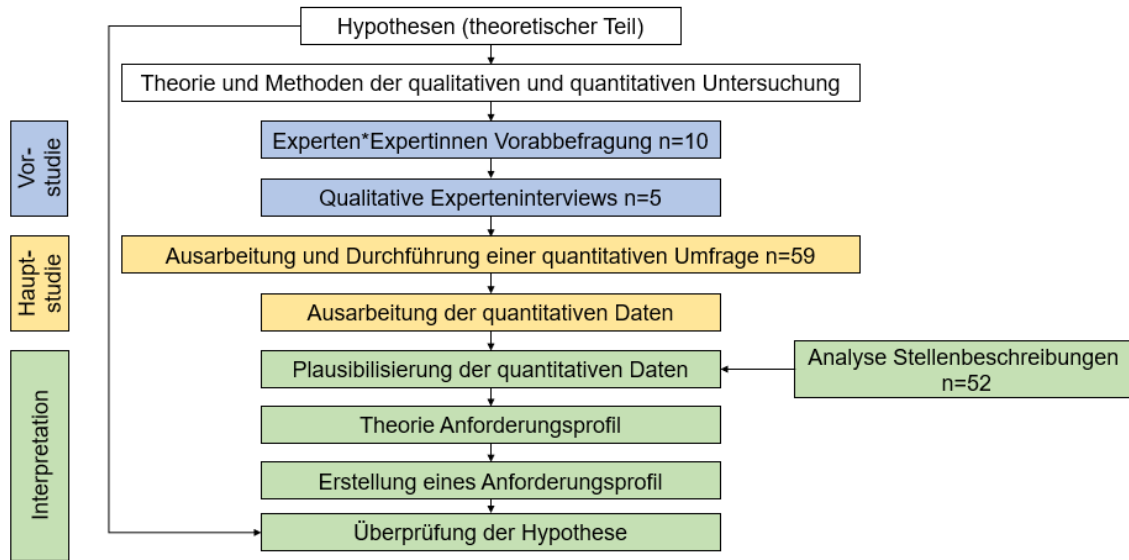 Hypothesen (theoretischer Teil)
Theorie und Methoden der qualitativen und quantitativen Untersuchung
Vor-
studie
Experten*Expertinnen Vorabbefragung n=10
Qualitative Experteninterviews n=5
Haupt-
studie
Ausarbeitung und Durchführung einer quantitativen Umfrage n=59
Ausarbeitung der quantitativen Daten
Interpretation
Plausibilisierung der quantitativen Daten
Analyse Stellenbeschreibungen
n=52
Theorie Anforderungsprofil
Erstellung eines Anforderungsprofil
Überprüfung der Hypothese